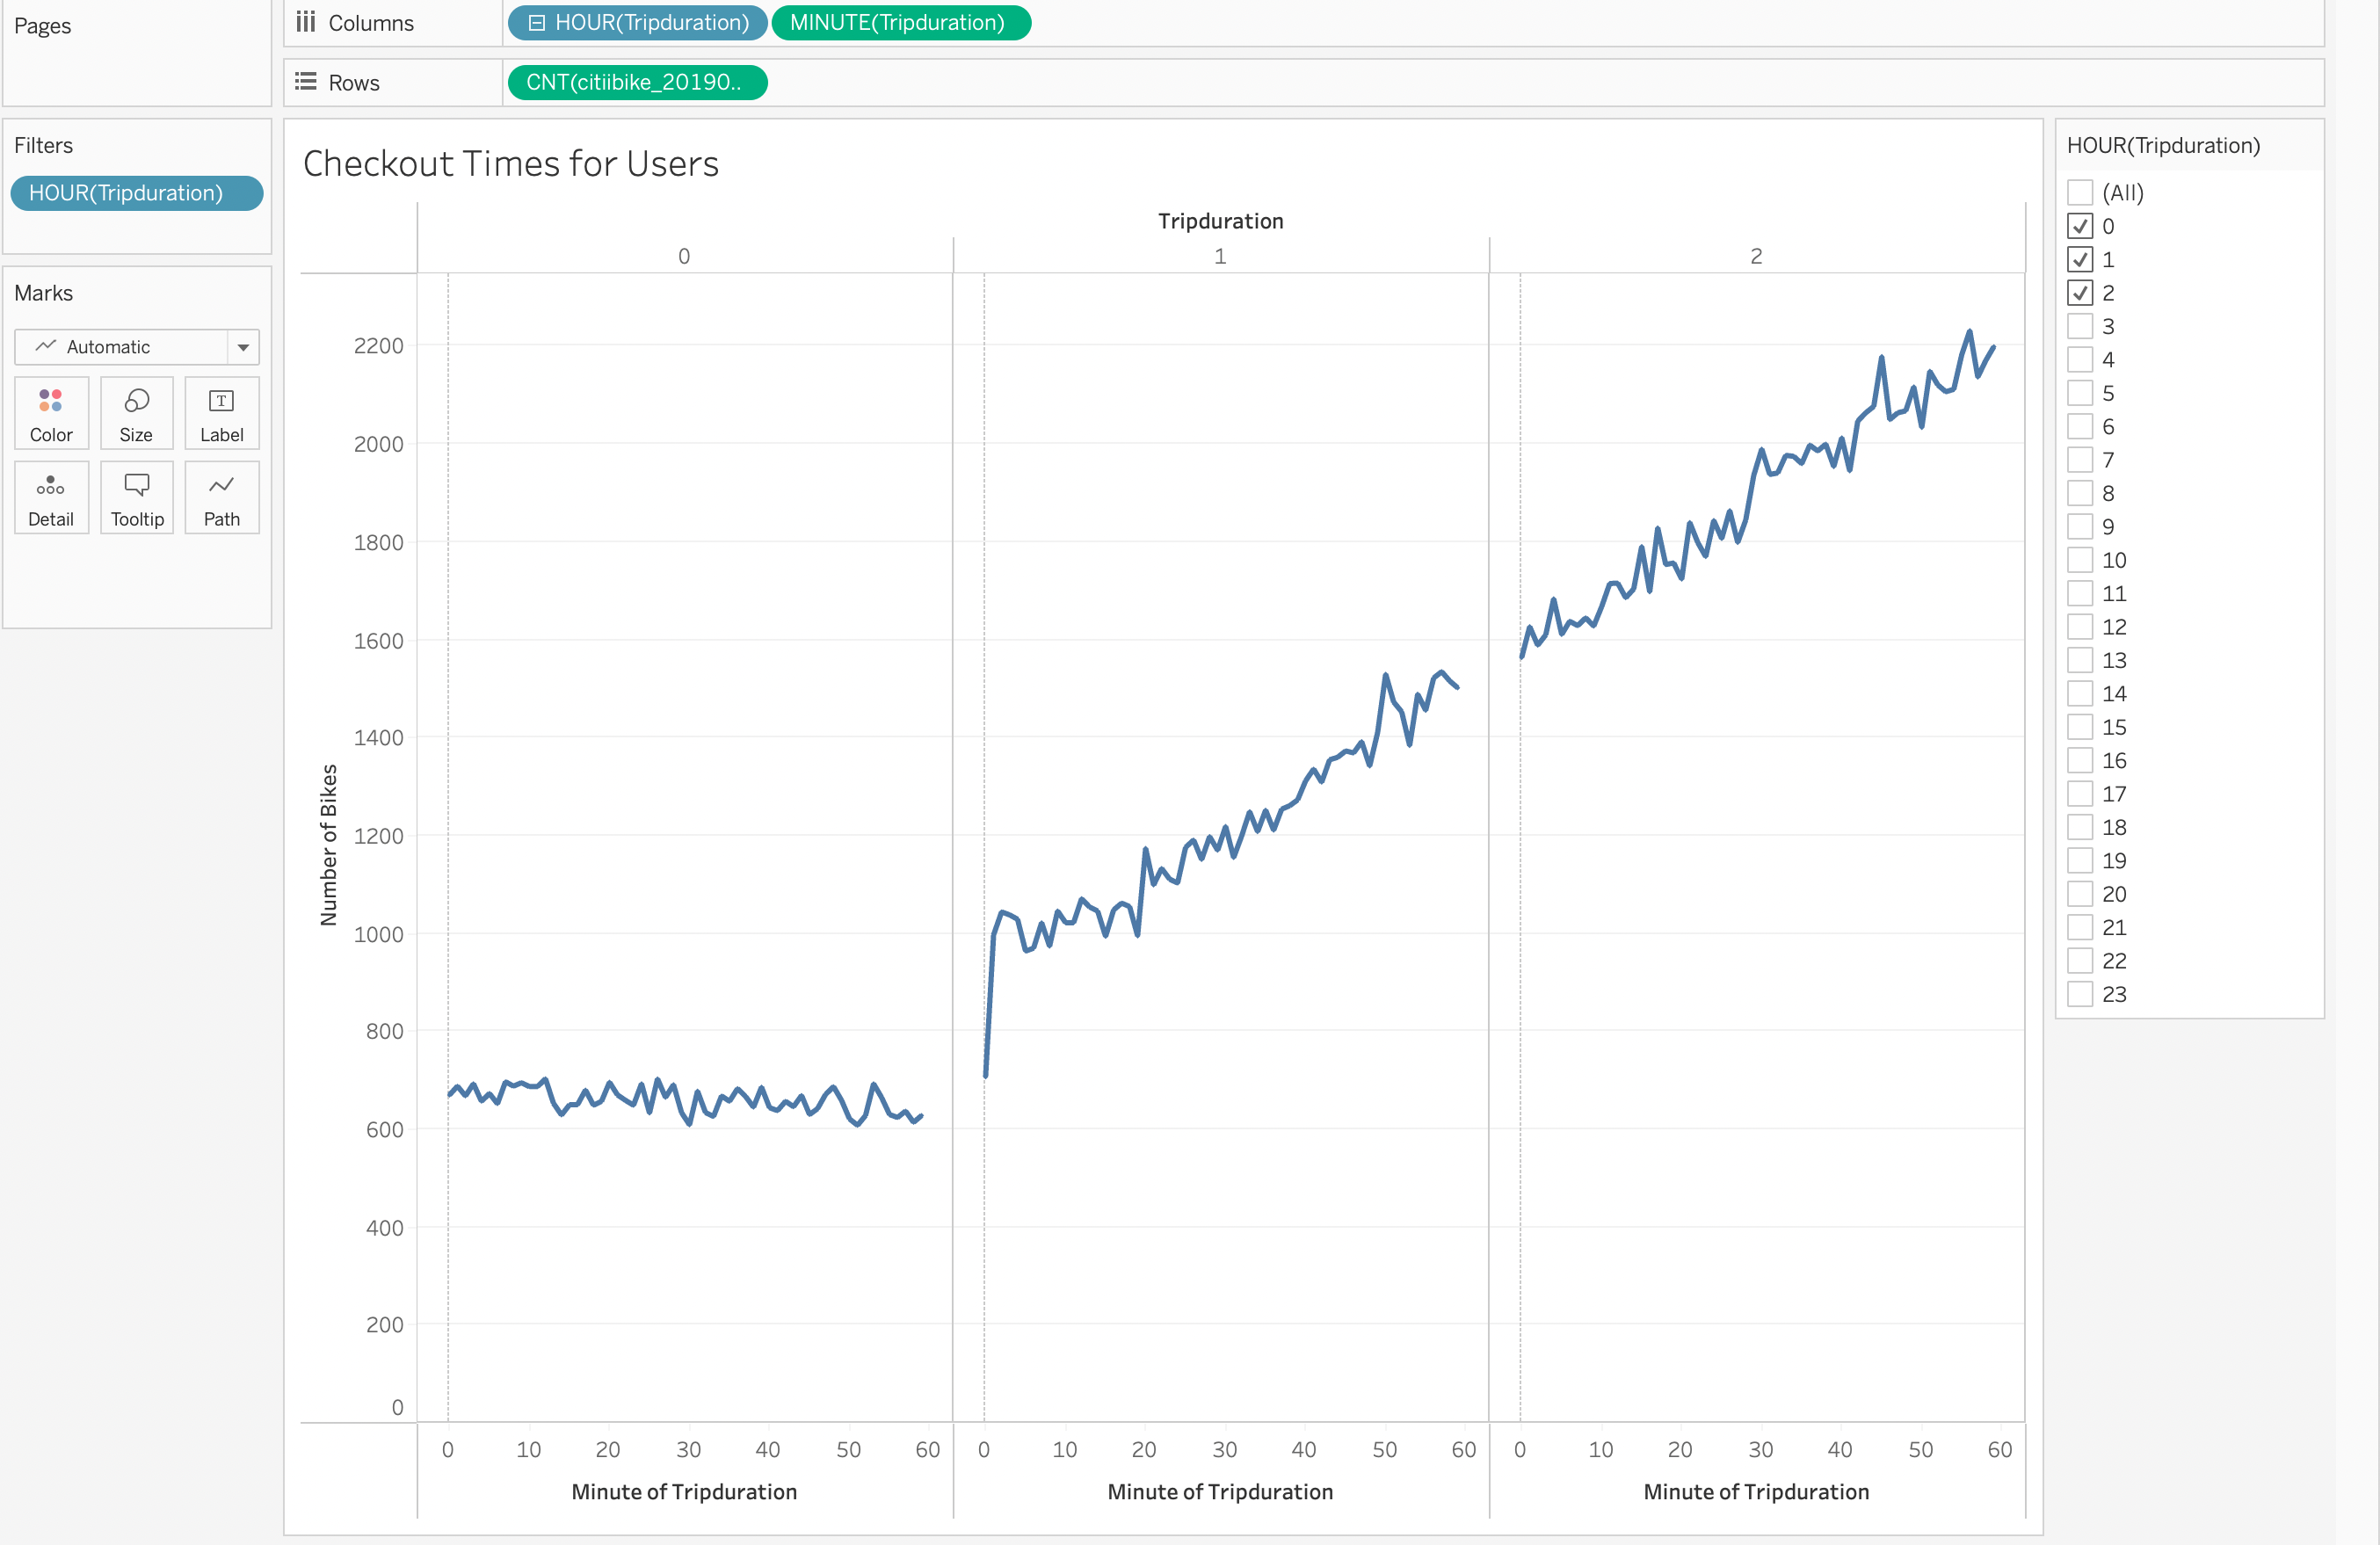 Pages
Columns
HOUR(Tripduration)
MINUTE(Tripduration)
Rows
CNT(citiibike_20190..
Filters
HOUR(Tripduration)
Marks
Automatic
Color
Size
T
Label
Detail
Tooltip
Path
Checkout Times for Users
Tripduration
0 1 2
Number of Bikes
2200
2000
1800
1600
1400
1200
1000
800
600
400
200
0
0 10 20 30 40 50 60
0 10 20 30 40 50 60
0 10 20 30 40 50 60
Minute of Tripduration
Minute of Tripduration
Minute of Tripduration
HOUR(Tripduration)
(All)
0
1
2
3
4
5
6
7
8
9
10
11
12
13
14
15
16
17
18
19
20
21
22
23